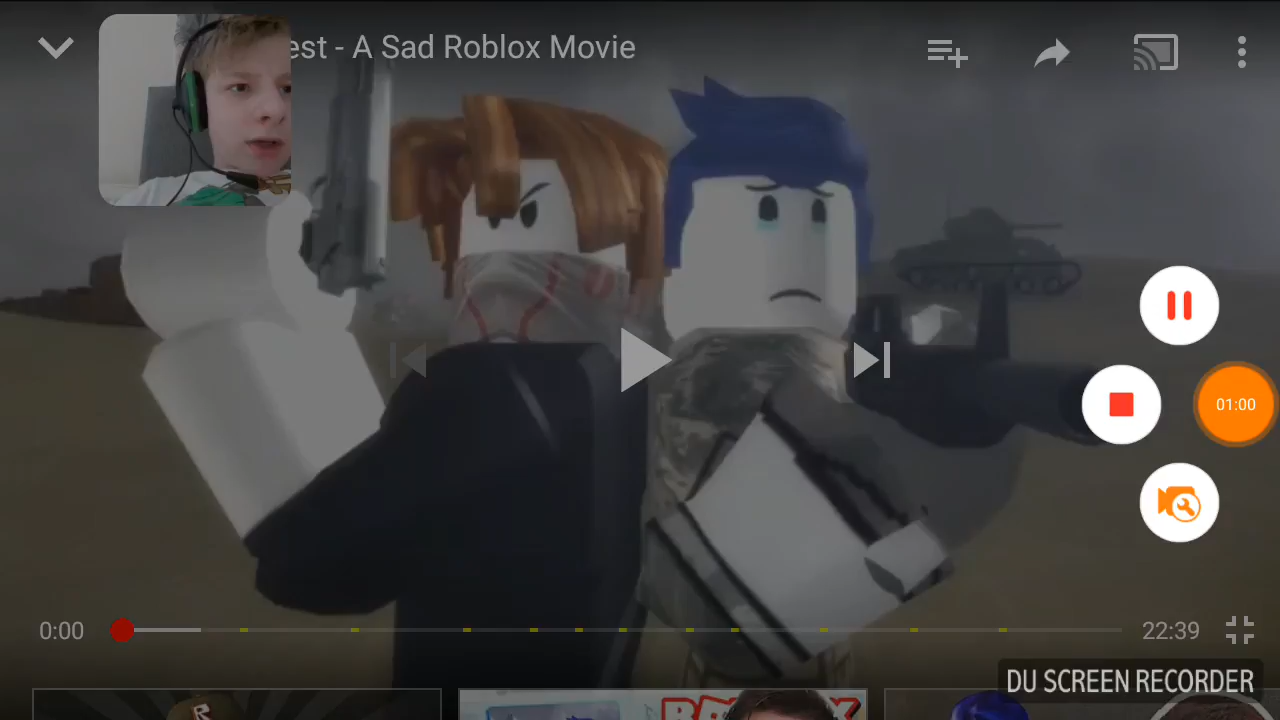 est - A Sad Roblox Movie
01:00
0:00
22:39
DU SCREEN RECORDER
R